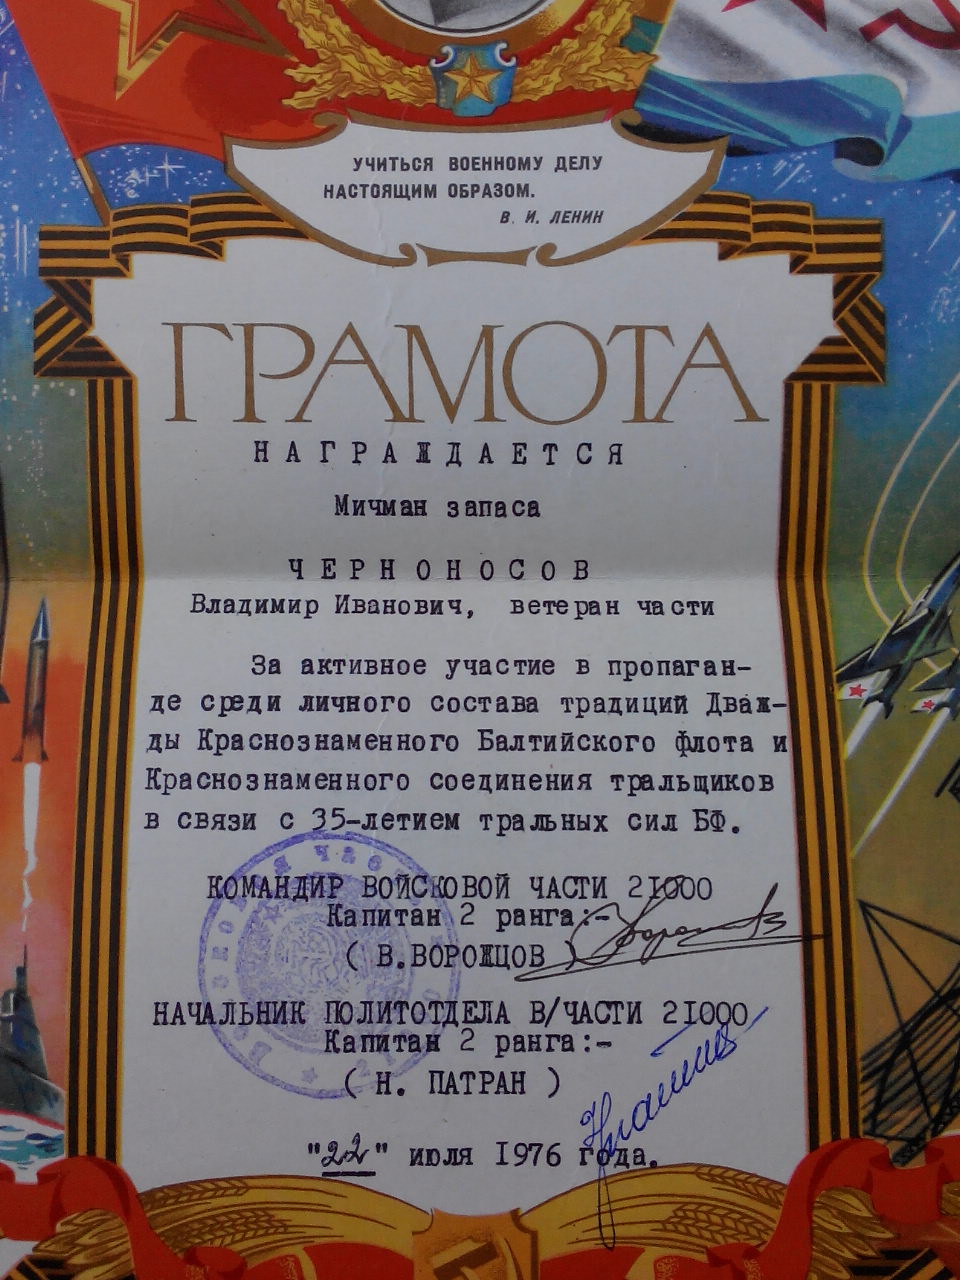 УЧИТЬСЯ ВОЕННОМУ ДЕЛУ
НАСТОЯЩИМ ОБРАЗОМ.
В. И. ЛЕНИН
ГРАМОТА
НАГРАЖДАЕТСЯ
Мичман запаса
ЧЕРНОНОСОВ
Владимир Иванович, ветеран части
За активное участие в пропаган-
де среди личного состава традиций Дваж-
ды Краснознаменного Балтийского флота и
Краснознаменного соединения тральщиков
в связи с 35-летием тральных сил БФ.
КОМАНДИР ВОЙСКОВОЙ ЧАСТИ 21000
Капитан 2 ранга:-
( В.ВОРОЖЦОВ )
НАЧАЛЬНИК ПОЛИТОТДЕЛА В/ЧАСТИ 21000
Капитан 2 ранга:-
( Н. ПАТРАН )
"22" июля 1976 года.